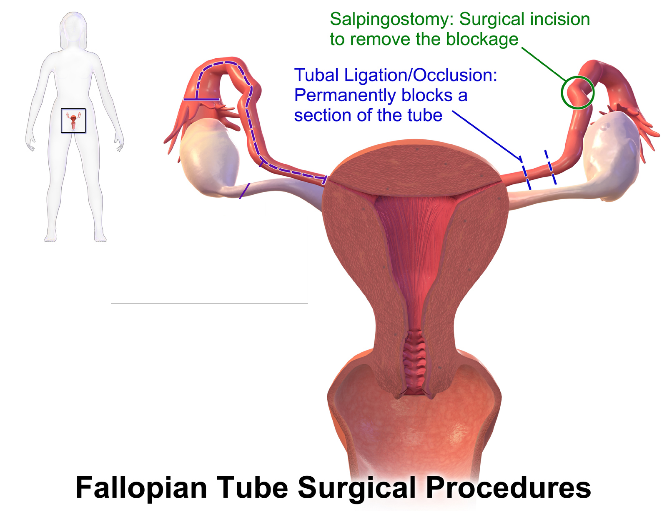 Salpingostomy: Surgical incision
to remove the blockage
Tubal Ligation/Occlusion:
Permanently blocks a
section of the tube
Fallopian Tube Surgical Procedures